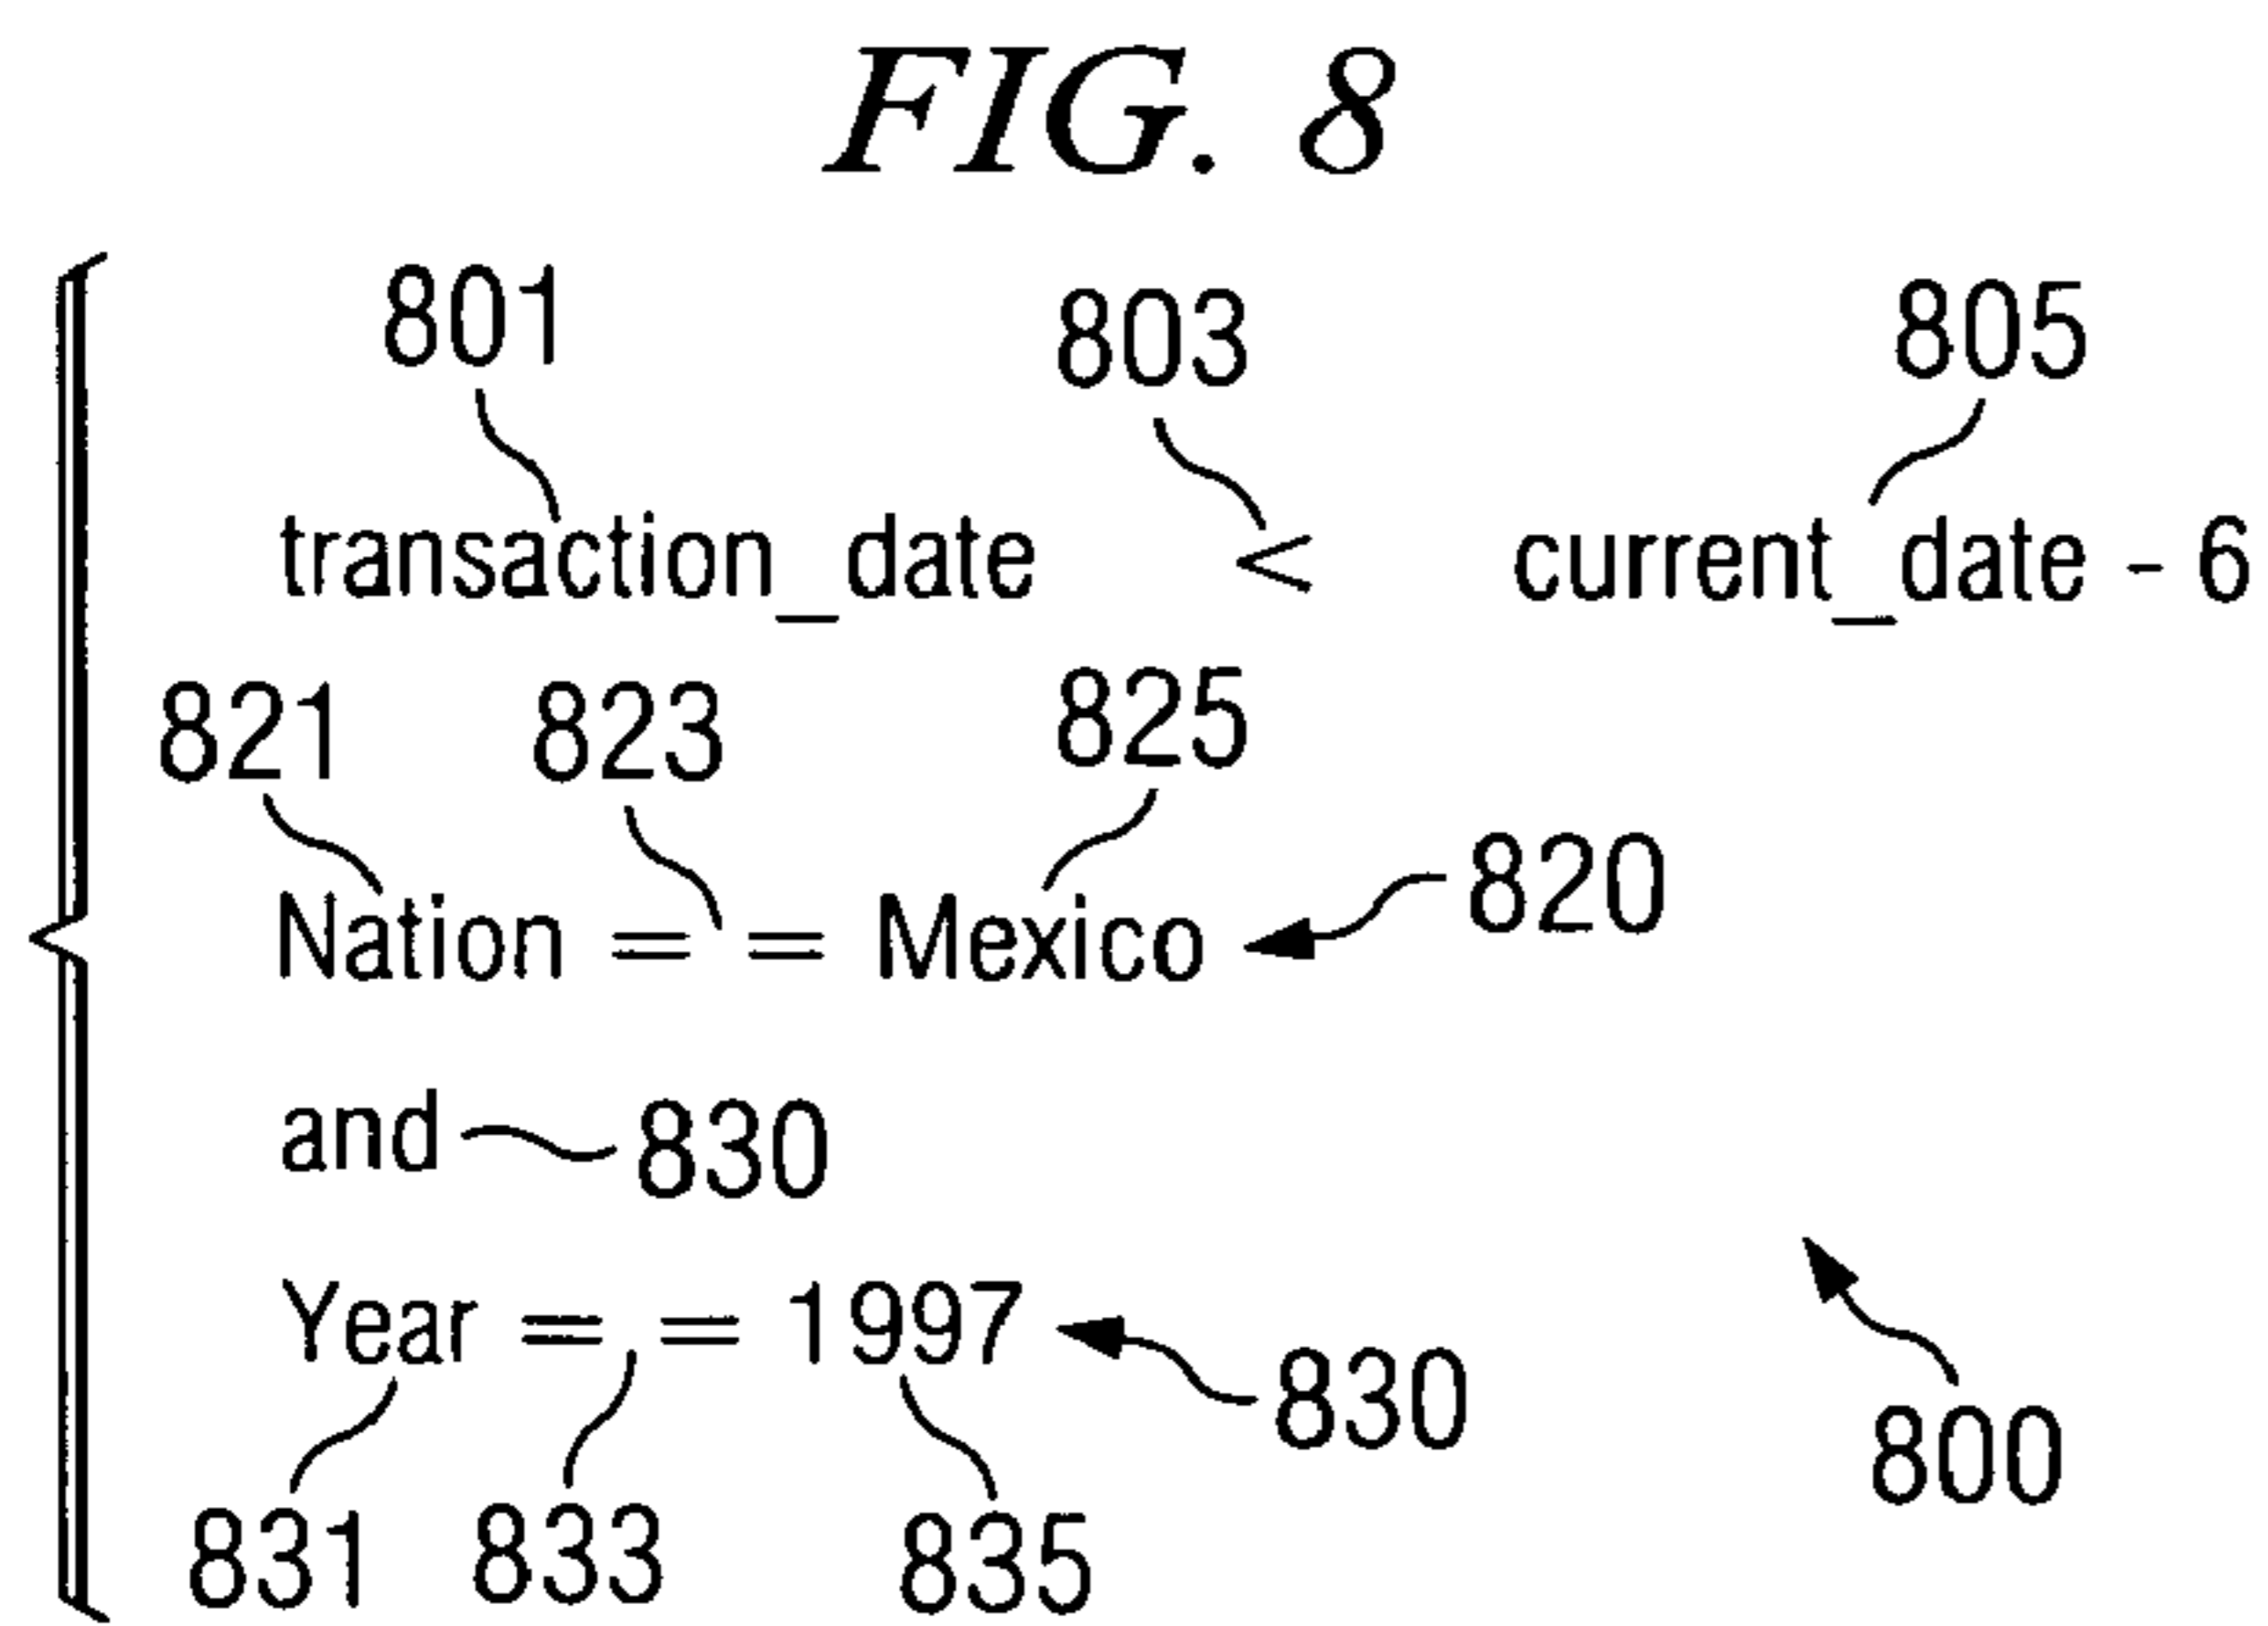 FIG. 8
801 803 805
transaction_date < current_date - 6
821 823 825
Nation = = Mexico 820
and 830
Year = = 1997 830
831 833 835 800